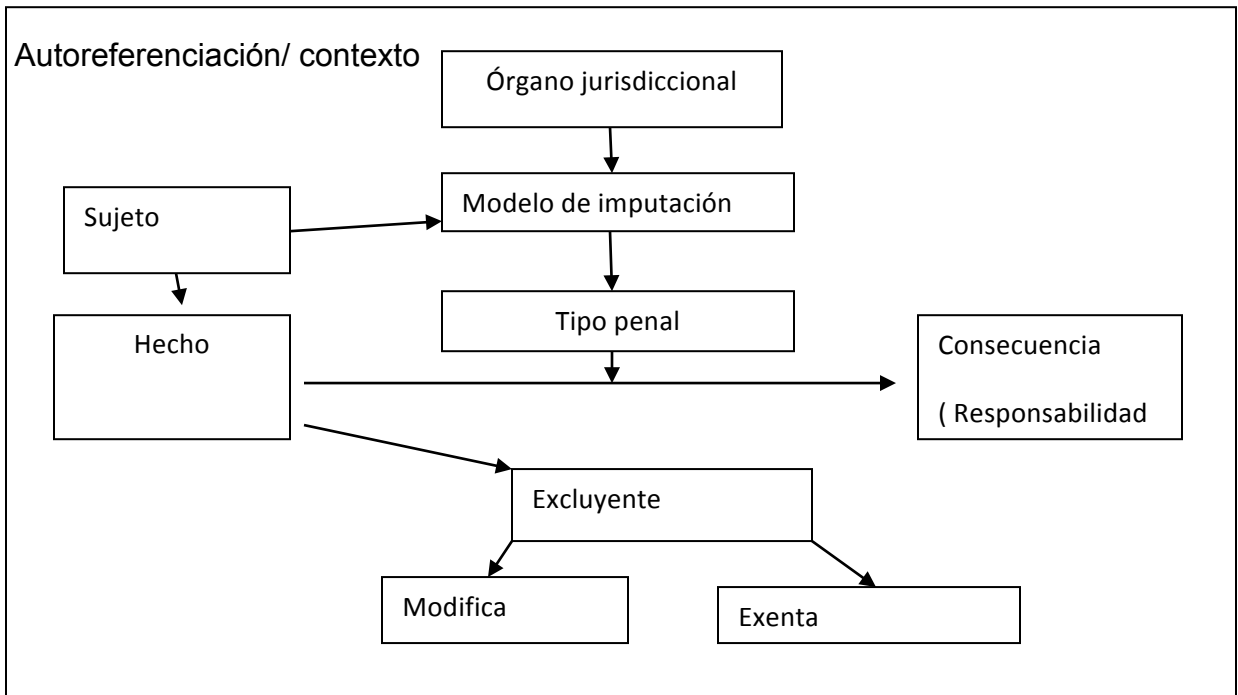 Autoreferenciación/ contexto
Órgano jurisdiccional
Sujeto
Modelo de imputación
Hecho
Tipo penal
Consecuencia
( Responsabilidad
Excluyente
Modifica
Exenta